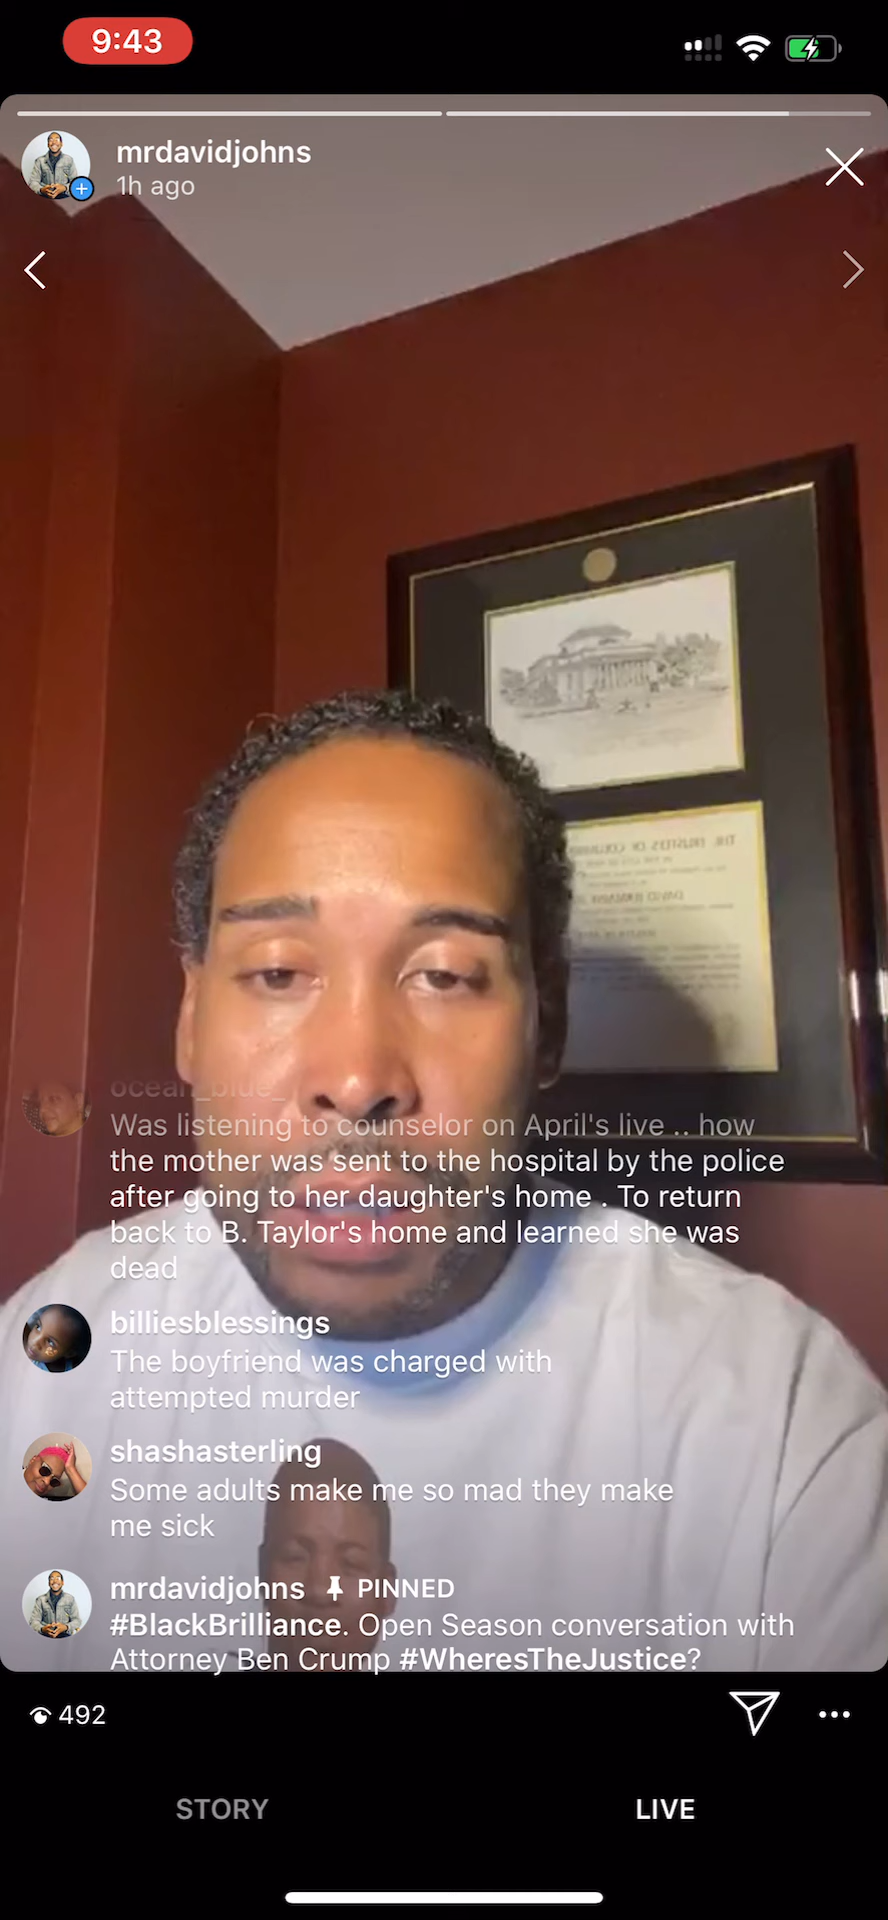 9:43
mrdavidjohns
1h ago
ocean_blue_
Was listening to counselor on April's live .. how
the mother was sent to the hospital by the police
after going to her daughter's home . To return
back to B. Taylor's home and learned she was
dead
billiesblessings
The boyfriend was charged with
attempted murder
shashasterling
Some adults make me so mad they make
me sick
mrdavidjohns PINNED
#BlackBrilliance. Open Season conversation with
Attorney Ben Crump #WheresTheJustice?
492
STORY
LIVE